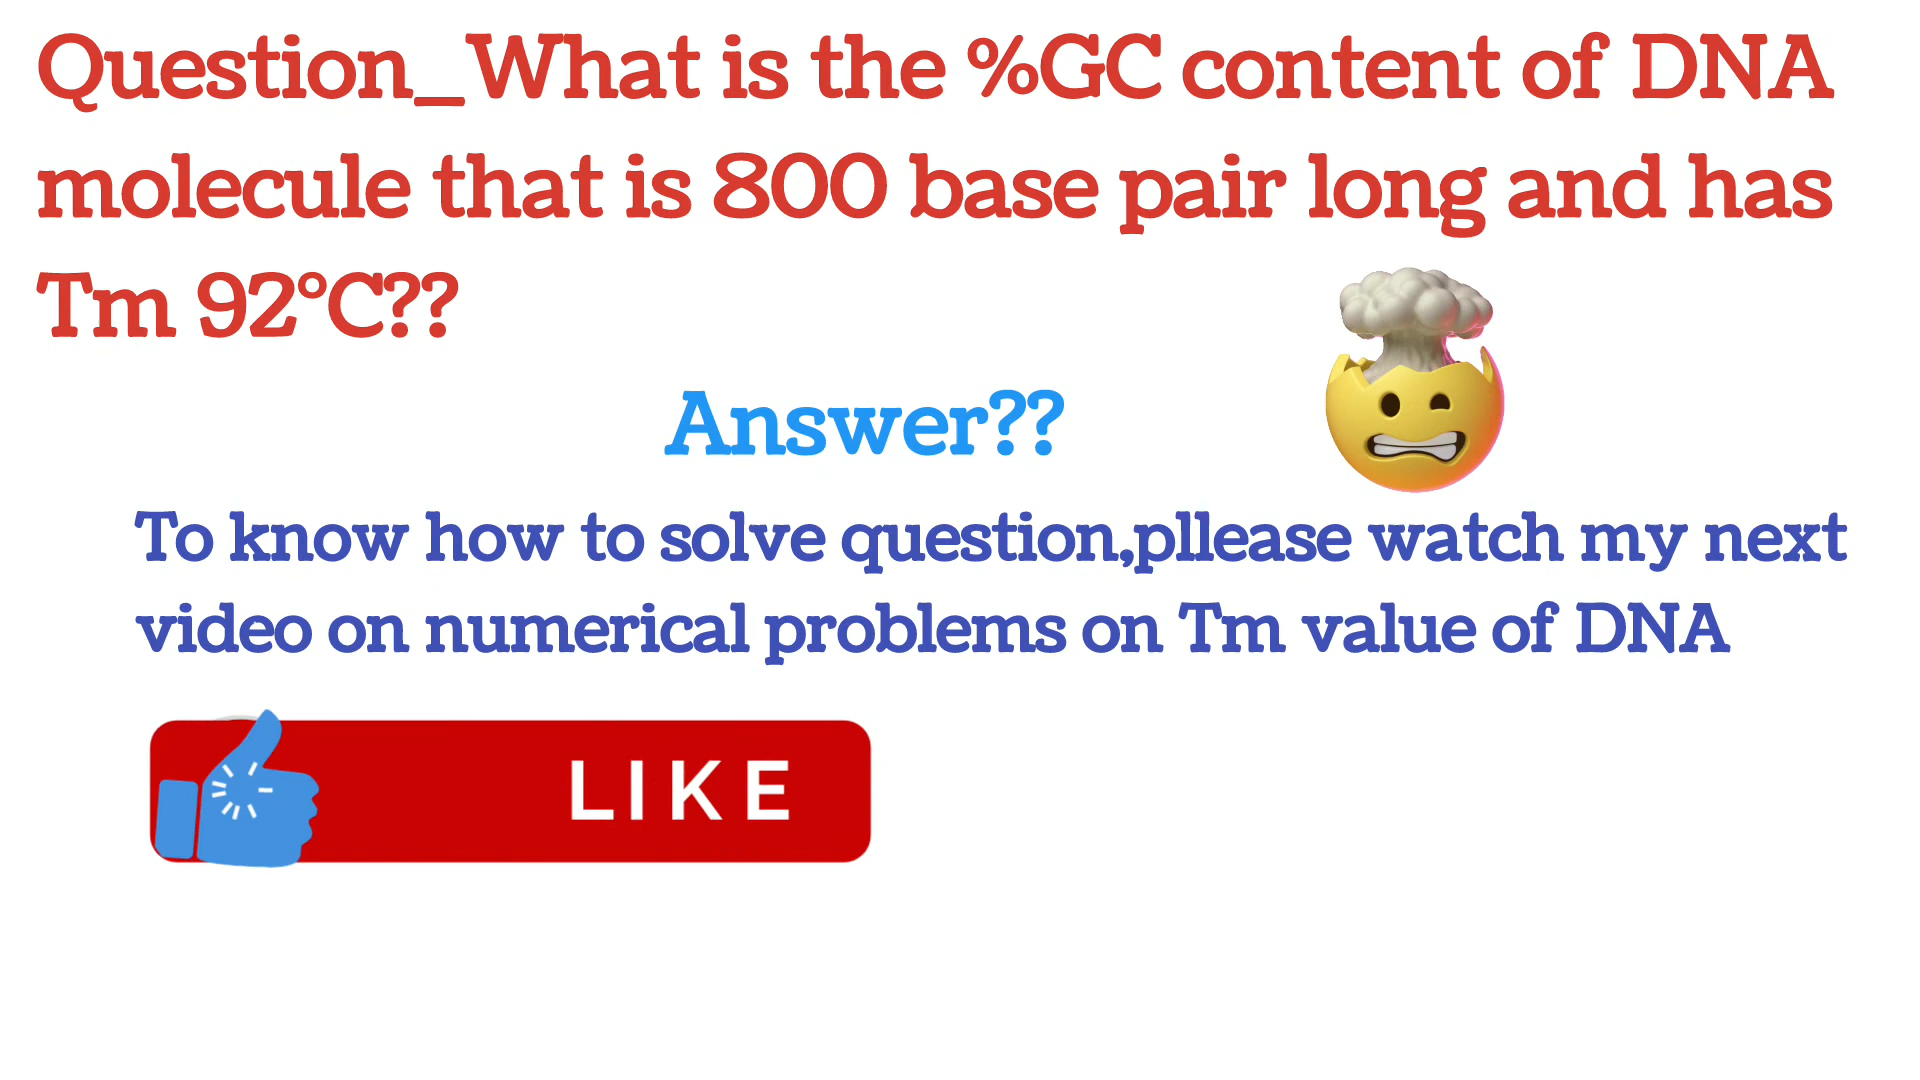 Question_What is the %GC content of DNA
molecule that is 800 base pair long and has
Tm 92°C??
Answer??
To know how to solve question,pllease watch my next
video on numerical problems on Tm value of DNA
LIKE